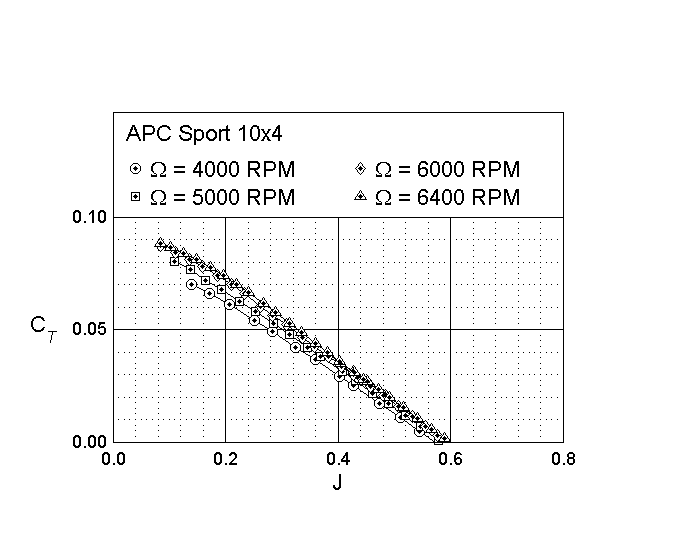 APC Sport 10x4
Ω = 4000 RPM
Ω = 6000 RPM
Ω = 5000 RPM
Ω = 6400 RPM
0.10
C_T
0.05
0.00
0.0 0.2 0.4 0.6 0.8
J